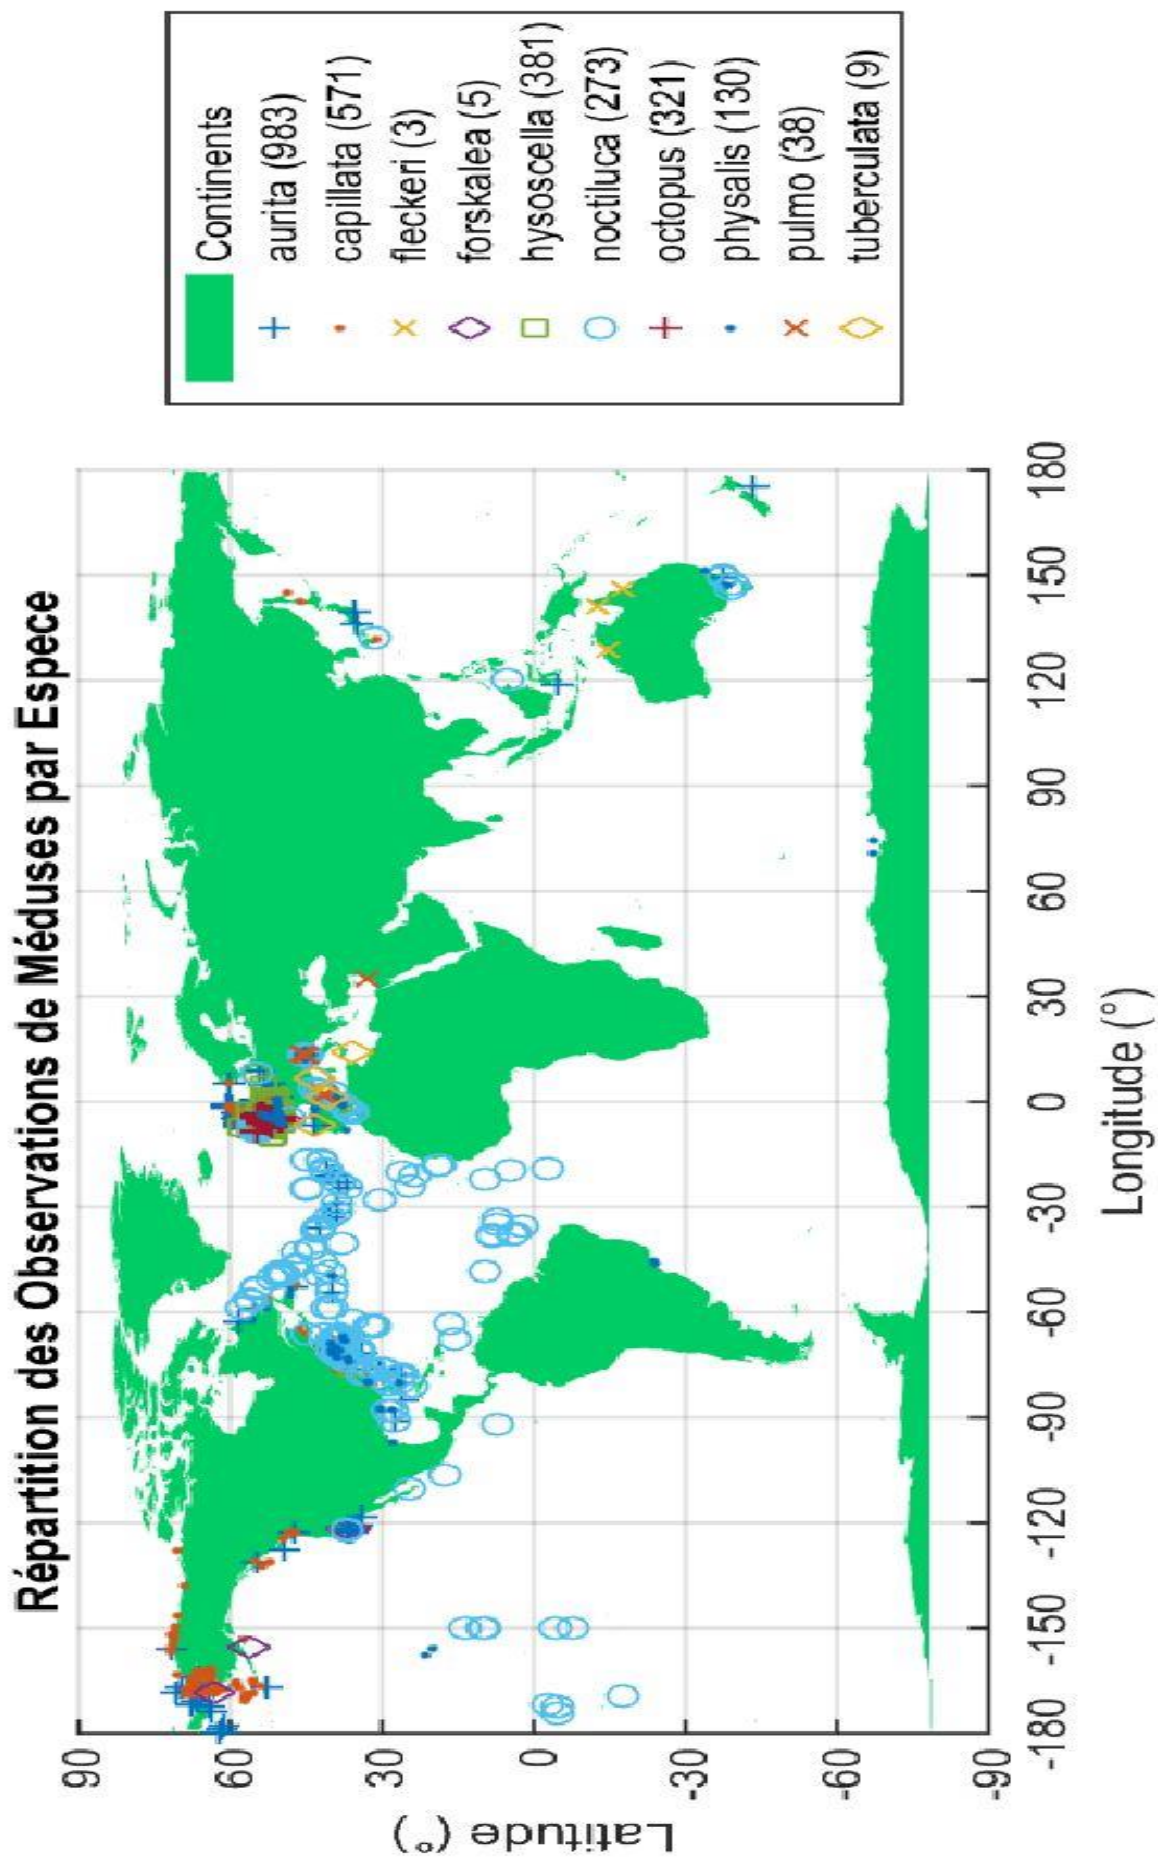 Répartition des Observations de Méduses par Espece
90
60
30
0
-30
-60
-90
Latitude (°)
-180
-150
-120
-90
-60
-30
0
30
60
90
120
150
180
Longitude (°)
Continents
aurita (983)
capillata (571)
fleckeri (3)
forskalea (5)
hysoscella (381)
noctiluca (273)
octopus (321)
physalis (130)
pulmo (38)
tuberculata (9)